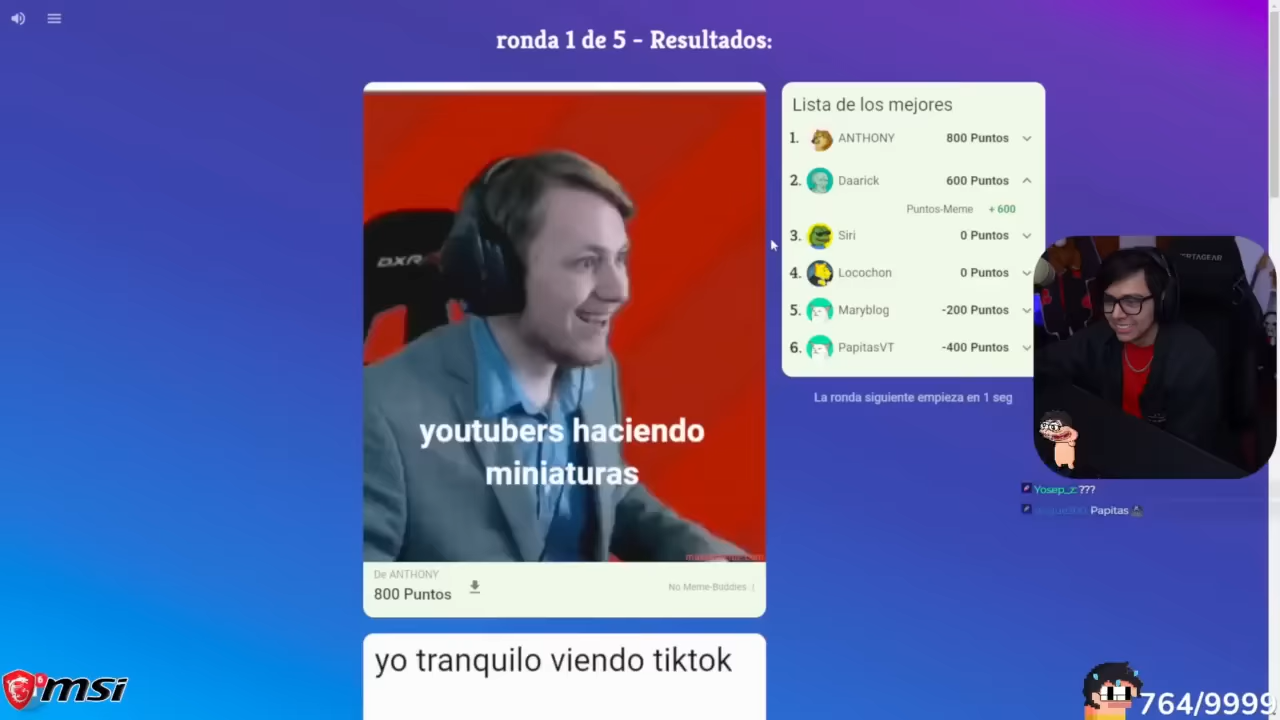 ronda 1 de 5 - Resultados:
DXR
youtubers haciendo
miniaturas
De ANTHONY
800 Puntos
No Meme-Buddies :(
yo tranquilo viendo tiktok
Lista de los mejores
1. ANTHONY 800 Puntos
2. Daarick 600 Puntos
Puntos-Meme + 600
3. Siri 0 Puntos
4. Locochon 0 Puntos
5. Maryblog -200 Puntos
6. PapitasVT -400 Puntos
La ronda siguiente empieza en 1 seg
Yosep_z: ???
Papitas
msi
764/9999